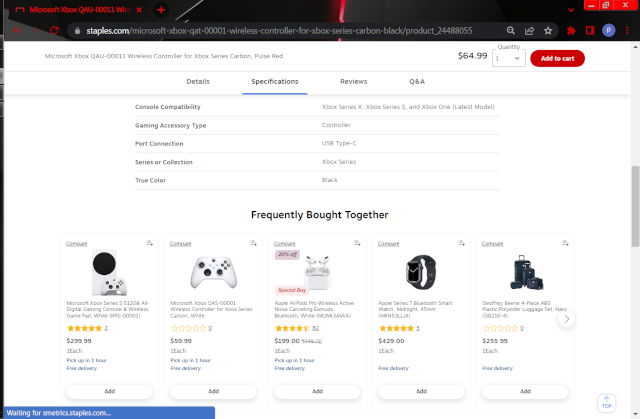 Microsoft Xbox QAU-00011 Wire
staples.com/microsoft-xbox-qat-00001-wireless-controller-for-xbox-series-carbon-black/product_24488055
P
Microsoft Xbox QAU-00011 Wireless Controller for Xbox Series Carbon, Pulse Red
$64.99
Quantity
1
Add to cart
Details
Specifications
Reviews
Q&A
Console Compatibility
Xbox Series X, Xbox Series S, and Xbox One (Latest Model)
Gaming Accessory Type
Controller
Port Connection
USB Type-C
Series or Collection
Xbox Series
True Color
Black
Frequently Bought Together
Compare
Microsoft Xbox Series S 512GB All-
Digital Gaming Console & Wireless
Game Pad, White (RRS-00001)
2
$299.99
1Each
Pick up in 1 hour
Free delivery
Add
Compare
Microsoft Xbox QAS-00001
Wireless Controller for Xbox Series
Carbon, White
0
$59.99
1Each
Pick up in 1 hour
Free delivery
Add
Compare
20% off
Special Buy
Apple AirPods Pro Wireless Active
Noise Canceling Earbuds,
Bluetooth, White (MLWK3AM/A)
82
$199.00 $249.00
1Each
Pick up in 1 hour
Free delivery
Add
Compare
Apple Series 7 Bluetooth Smart
Watch, Midnight, 45mm
(MKN53LL/A)
5
$429.00
1Each
Free delivery
Add
Compare
Geoffrey Beene 4-Piece ABS
Plastic/Polyester Luggage Set, Navy
(GB216-4)
0
$255.99
1Each
Free delivery
Add
TOP
Waiting for smetrics.staples.com...